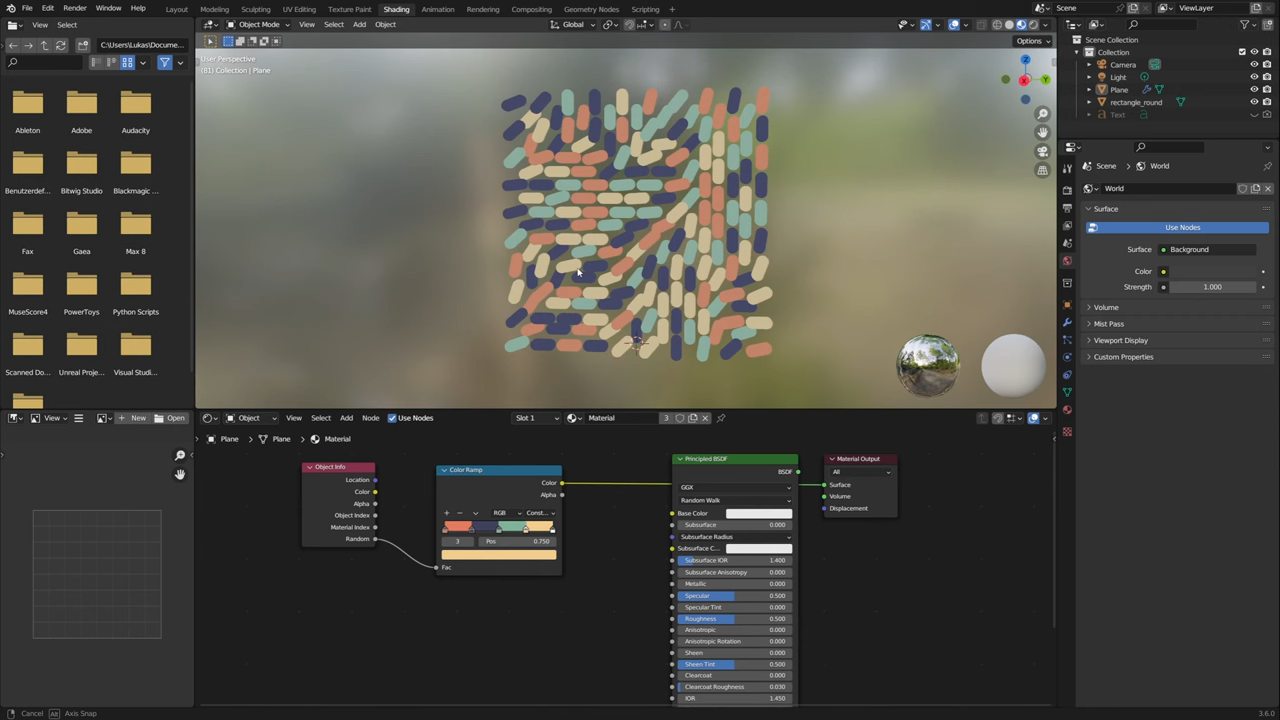 File Edit Render Window Help Layout Modeling Sculpting UV Editing Texture Paint Shading Animation Rendering Compositing Geometry Nodes Scripting Scene ViewLayer
View Select Object Mode View Select Add Object Global
C:\Users\Lukas\Docume... Options
User Perspective
(81) Collection | Plane
Scene Collection
Collection
Camera
Light
Plane
rectangle_round
Text
Ableton Adobe Audacity
Benutzerdef... Bitwig Studio Blackmagic ...
Fax Gaea Max 8
MuseScore4 PowerToys Python Scripts
Scanned Do... Unreal Proje... Visual Studi...
Scene World
World
Surface
Use Nodes
Surface Background
Color
Strength 1.000
Volume
Mist Pass
Viewport Display
Custom Properties
View New Open Object View Select Add Node Use Nodes Slot 1 Material 3
Plane Plane Material
Object Info
Location
Color
Alpha
Object Index
Material Index
Random
Color Ramp
Color
Alpha
RGB Const...
3 Pos 0.750
Fac
Principled BSDF
BSDF
GGX
Random Walk
Base Color
Subsurface 0.000
Subsurface Radius
Subsurface C...
Subsurface IOR 1.400
Subsurface Anisotropy 0.000
Metallic 0.000
Specular 0.500
Specular Tint 0.000
Roughness 0.500
Anisotropic 0.000
Anisotropic Rotation 0.000
Sheen 0.000
Sheen Tint 0.500
Clearcoat 0.000
Clearcoat Roughness 0.030
IOR 1.450
Material Output
All
Surface
Volume
Displacement
Cancel Alt Axis Snap 3.6.0